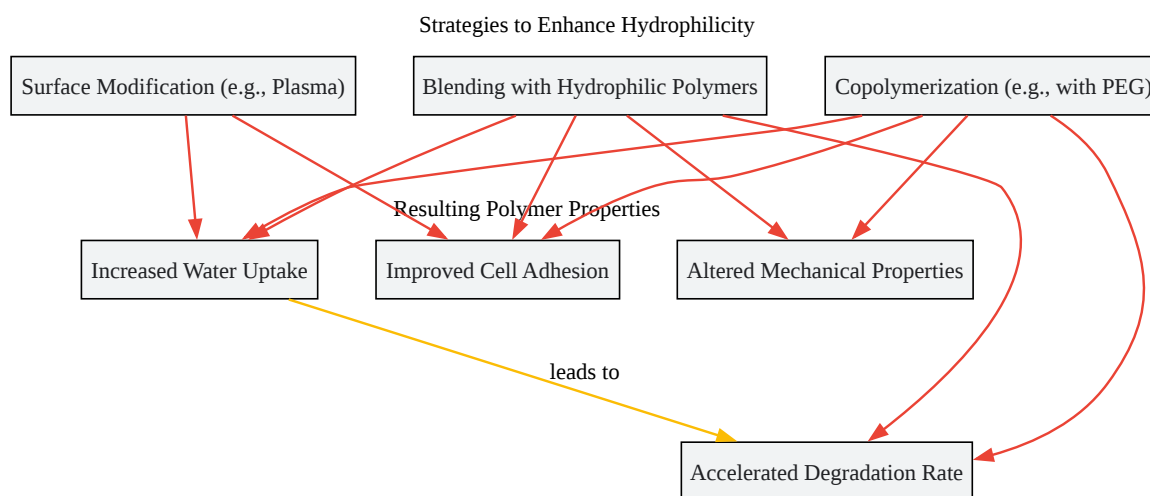 Strategies to Enhance Hydrophilicity
Surface Modification (e.g., Plasma)
Blending with Hydrophilic Polymers
Copolymerization (e.g., with PEG)
Resulting Polymer Properties
Increased Water Uptake
Improved Cell Adhesion
Altered Mechanical Properties
leads to
Accelerated Degradation Rate